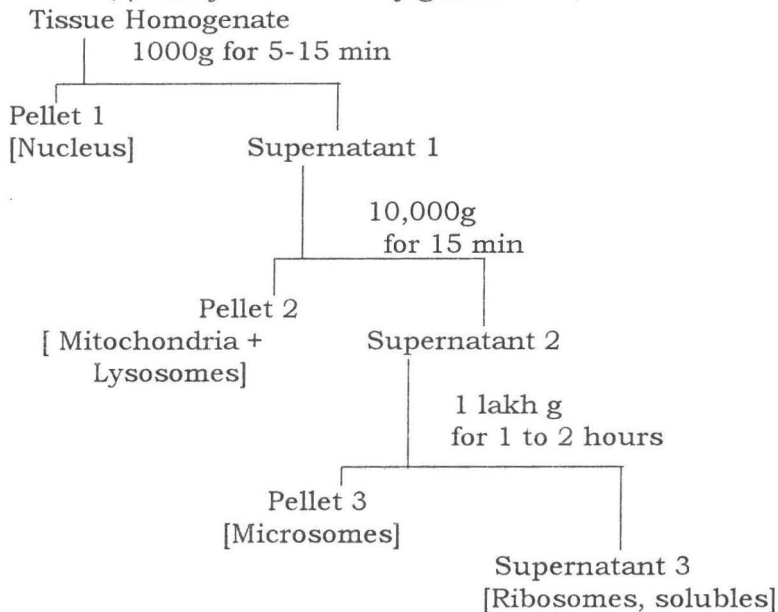 Tissue Homogenate
1000g for 5-15 min
Pellet 1
[Nucleus]
Supernatant 1
10,000g
for 15 min
Pellet 2
[ Mitochondria +
Lysosomes]
Supernatant 2
1 lakh g
for 1 to 2 hours
Pellet 3
[Microsomes]
Supernatant 3
[Ribosomes, solubles]